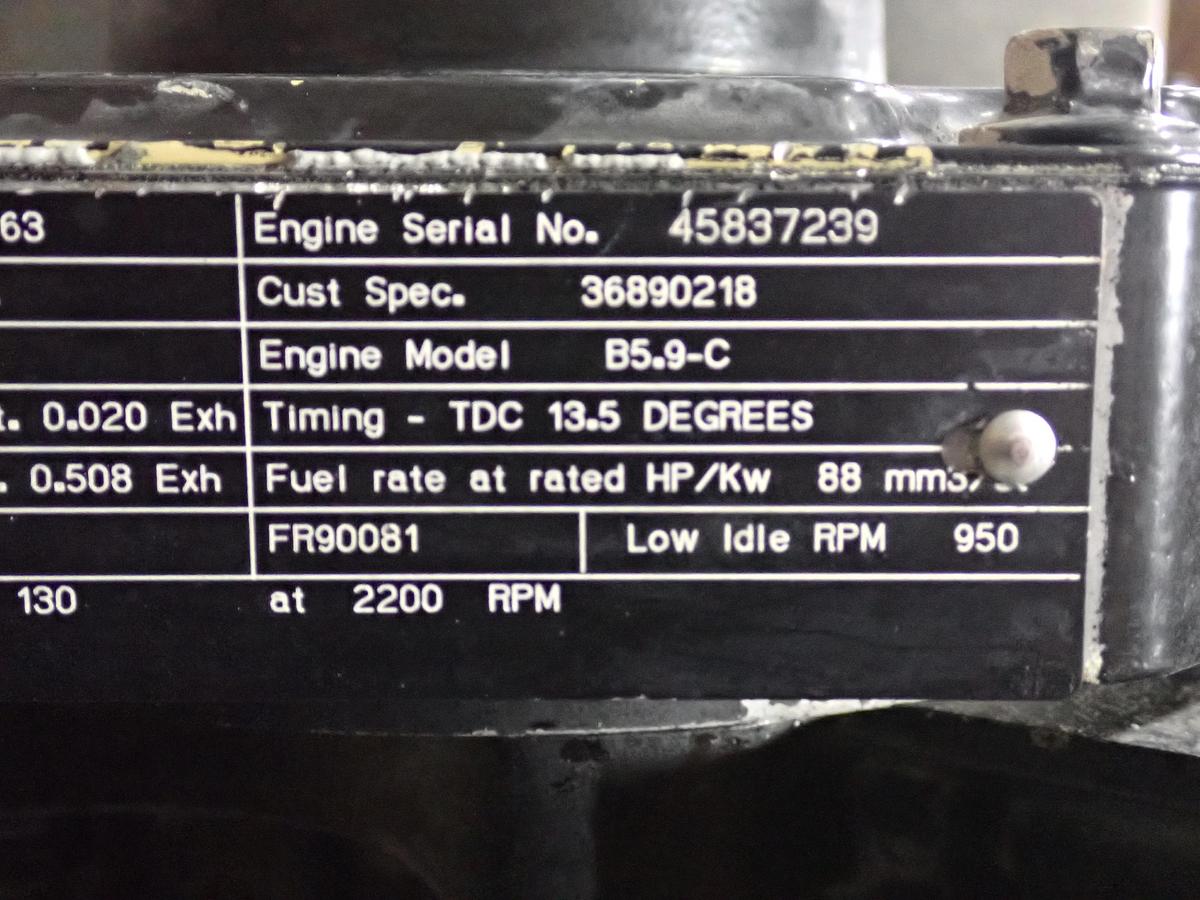 63 Engine Serial No. 45837239
Cust Spec. 36890218
Engine Model B5.9-C
t. 0.020 Exh Timing - TDC 13.5 DEGREES
. 0.508 Exh Fuel rate at rated HP/Kw 88
FR90081 Low Idle RPM 950
130 at 2200 RPM